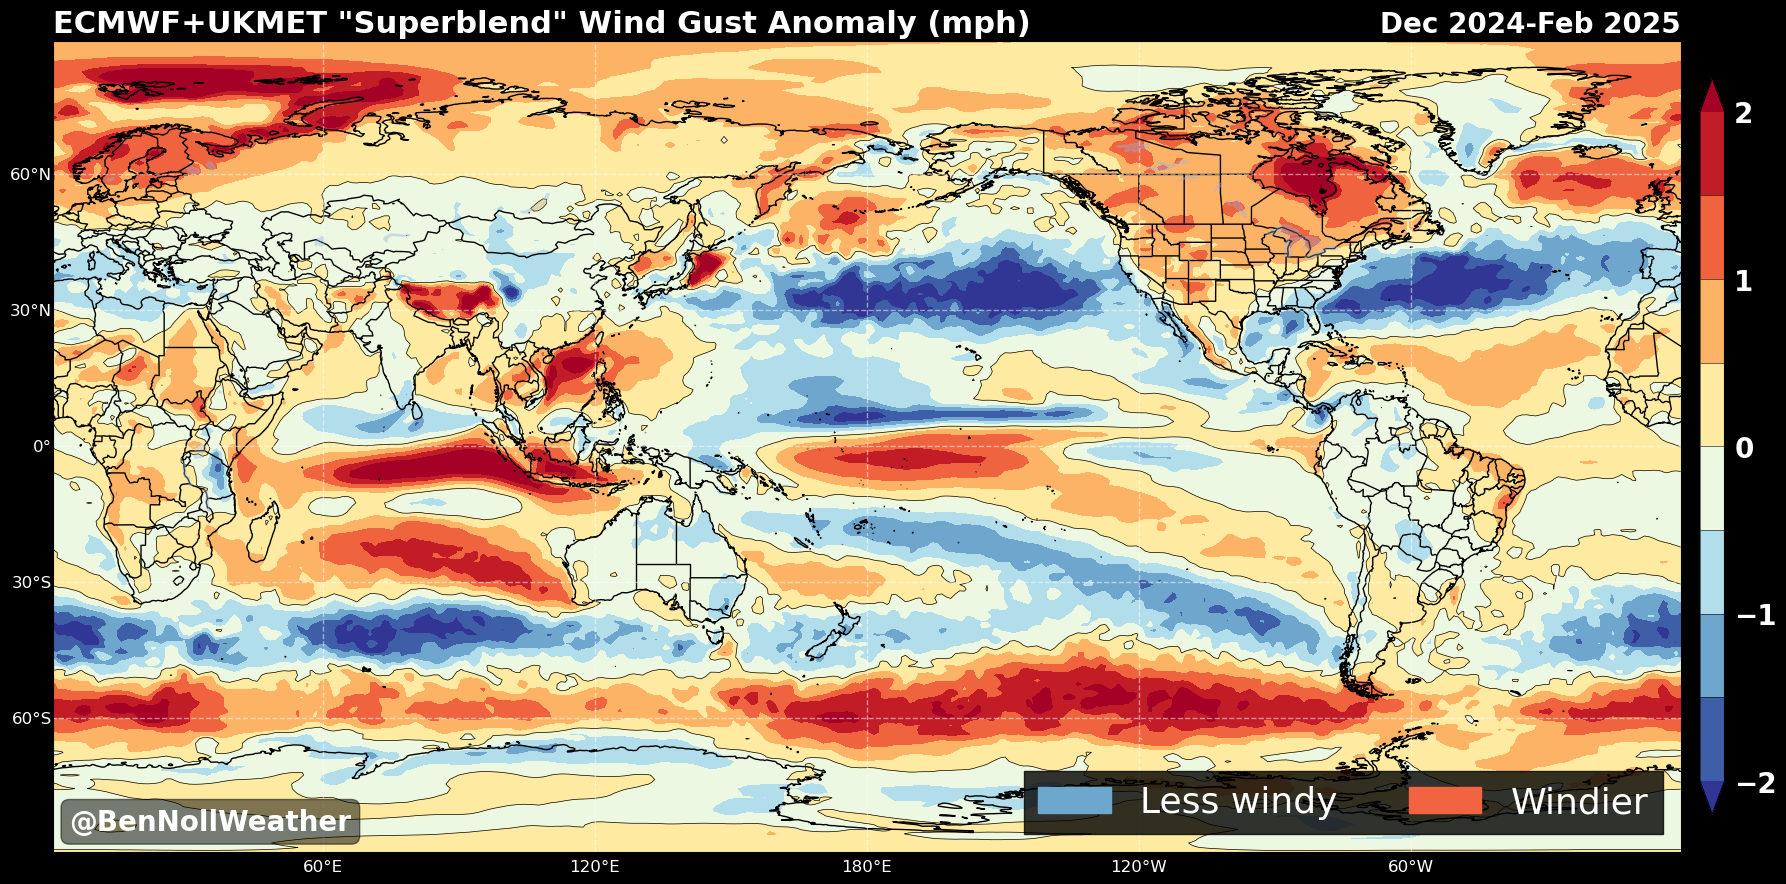 ECMWF+UKMET "Superblend" Wind Gust Anomaly (mph) Dec 2024-Feb 2025
2
60°N
1
30°N
0° 0
30°S
−1
60°S
−2
Less windy Windier
@BenNollWeather
60°E 120°E 180°E 120°W 60°W